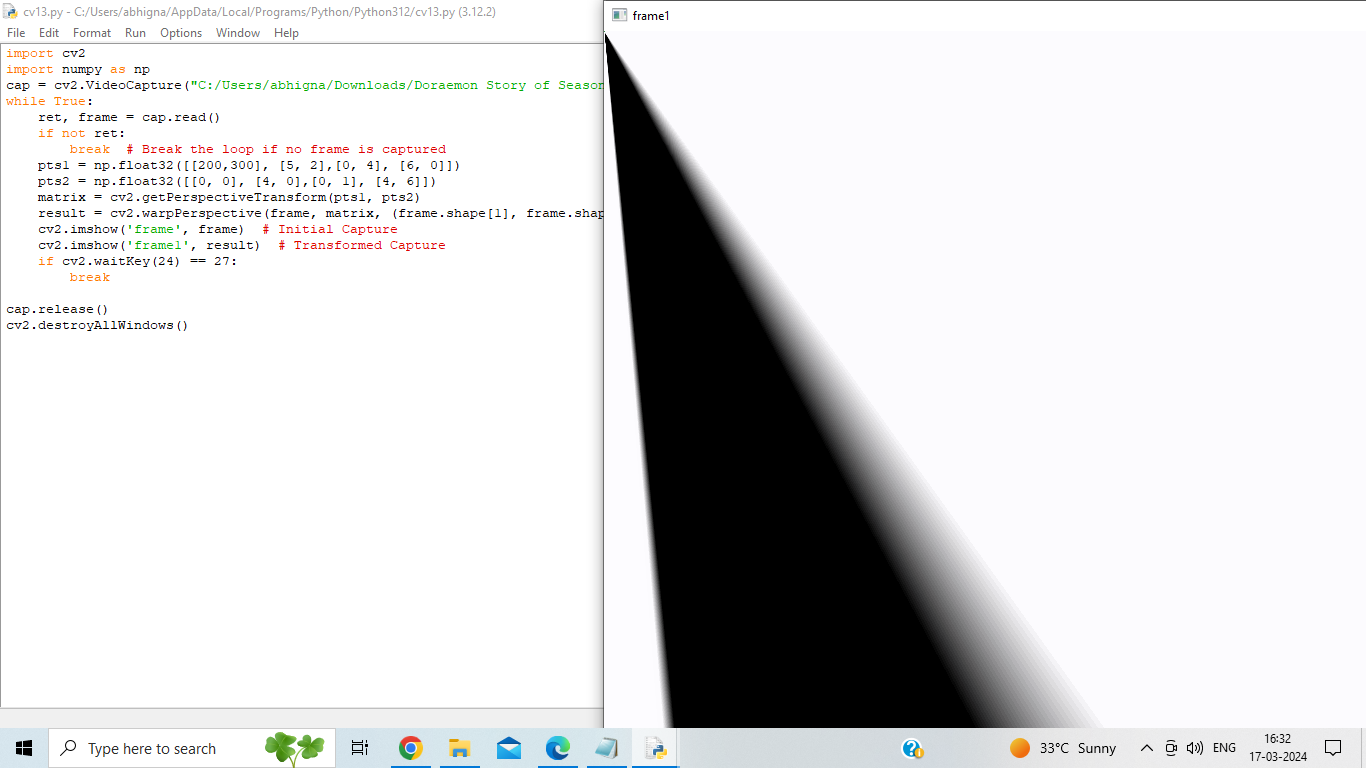 cv13.py - C:/Users/abhigna/AppData/Local/Programs/Python/Python312/cv13.py (3.12.2)
File Edit Format Run Options Window Help
import cv2
import numpy as np
cap = cv2.VideoCapture("C:/Users/abhigna/Downloads/Doraemon Story of Season
while True:
    ret, frame = cap.read()
    if not ret:
        break  # Break the loop if no frame is captured
    pts1 = np.float32([[200,300], [5, 2],[0, 4], [6, 0]])
    pts2 = np.float32([[0, 0], [4, 0],[0, 1], [4, 6]])
    matrix = cv2.getPerspectiveTransform(pts1, pts2)
    result = cv2.warpPerspective(frame, matrix, (frame.shape[1], frame.shap
    cv2.imshow('frame', frame)  # Initial Capture
    cv2.imshow('frame1', result)  # Transformed Capture
    if cv2.waitKey(24) == 27:
        break
cap.release()
cv2.destroyAllWindows()
frame1
Type here to search
33°C Sunny
ENG
16:32
17-03-2024